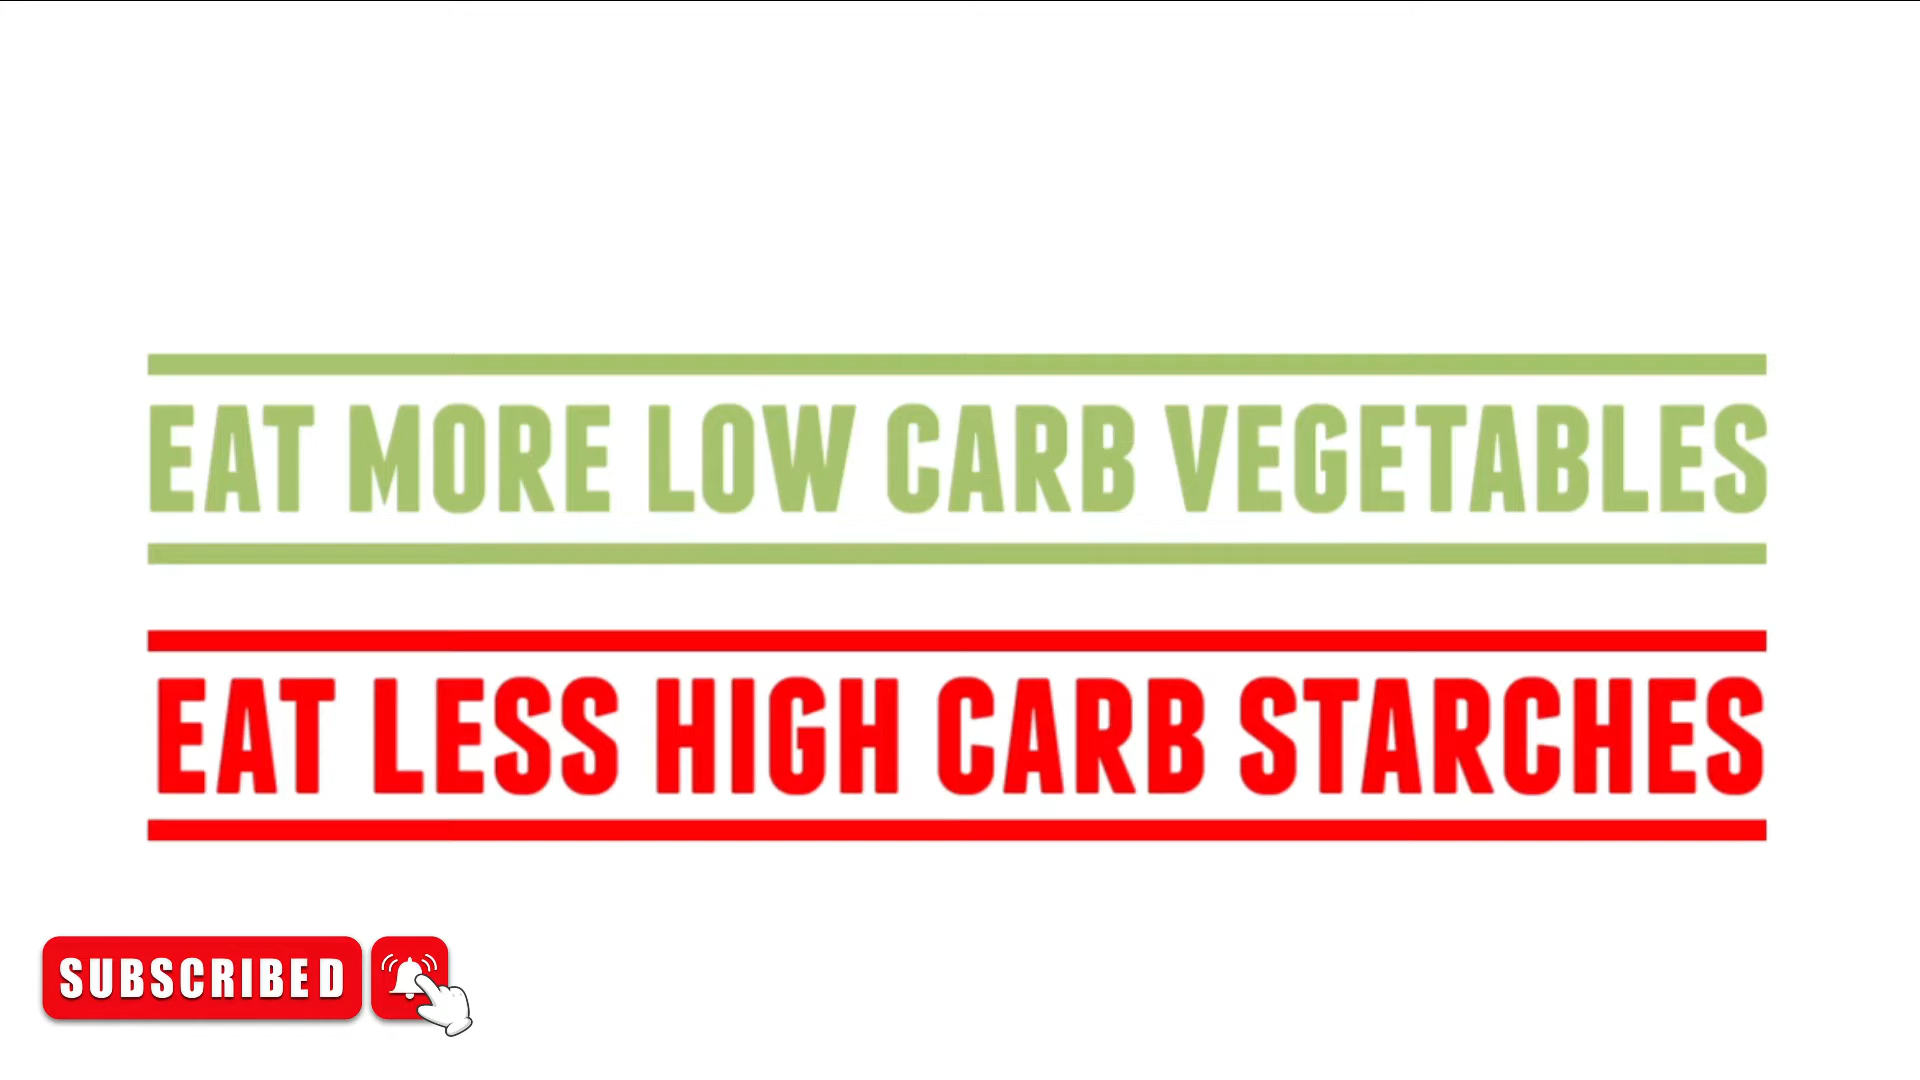 EAT MORE LOW CARB VEGETABLES
EAT LESS HIGH CARB STARCHES
SUBSCRIBED